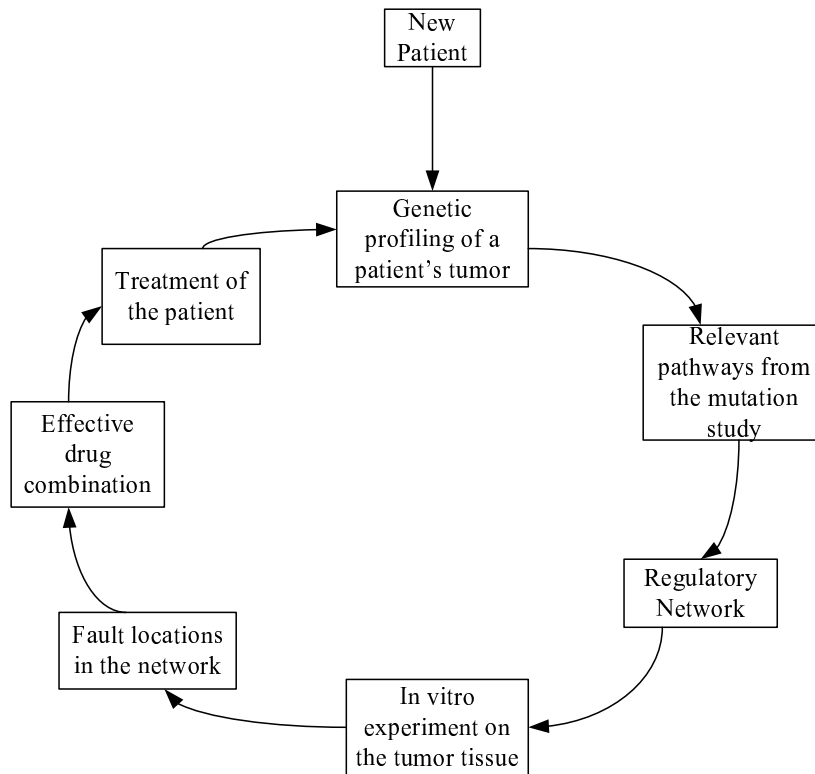 New
Patient
Genetic
profiling of a
patient's tumor
Relevant
pathways from
the mutation
study
Regulatory
Network
In vitro
experiment on
the tumor tissue
Fault locations
in the network
Effective
drug
combination
Treatment of
the patient